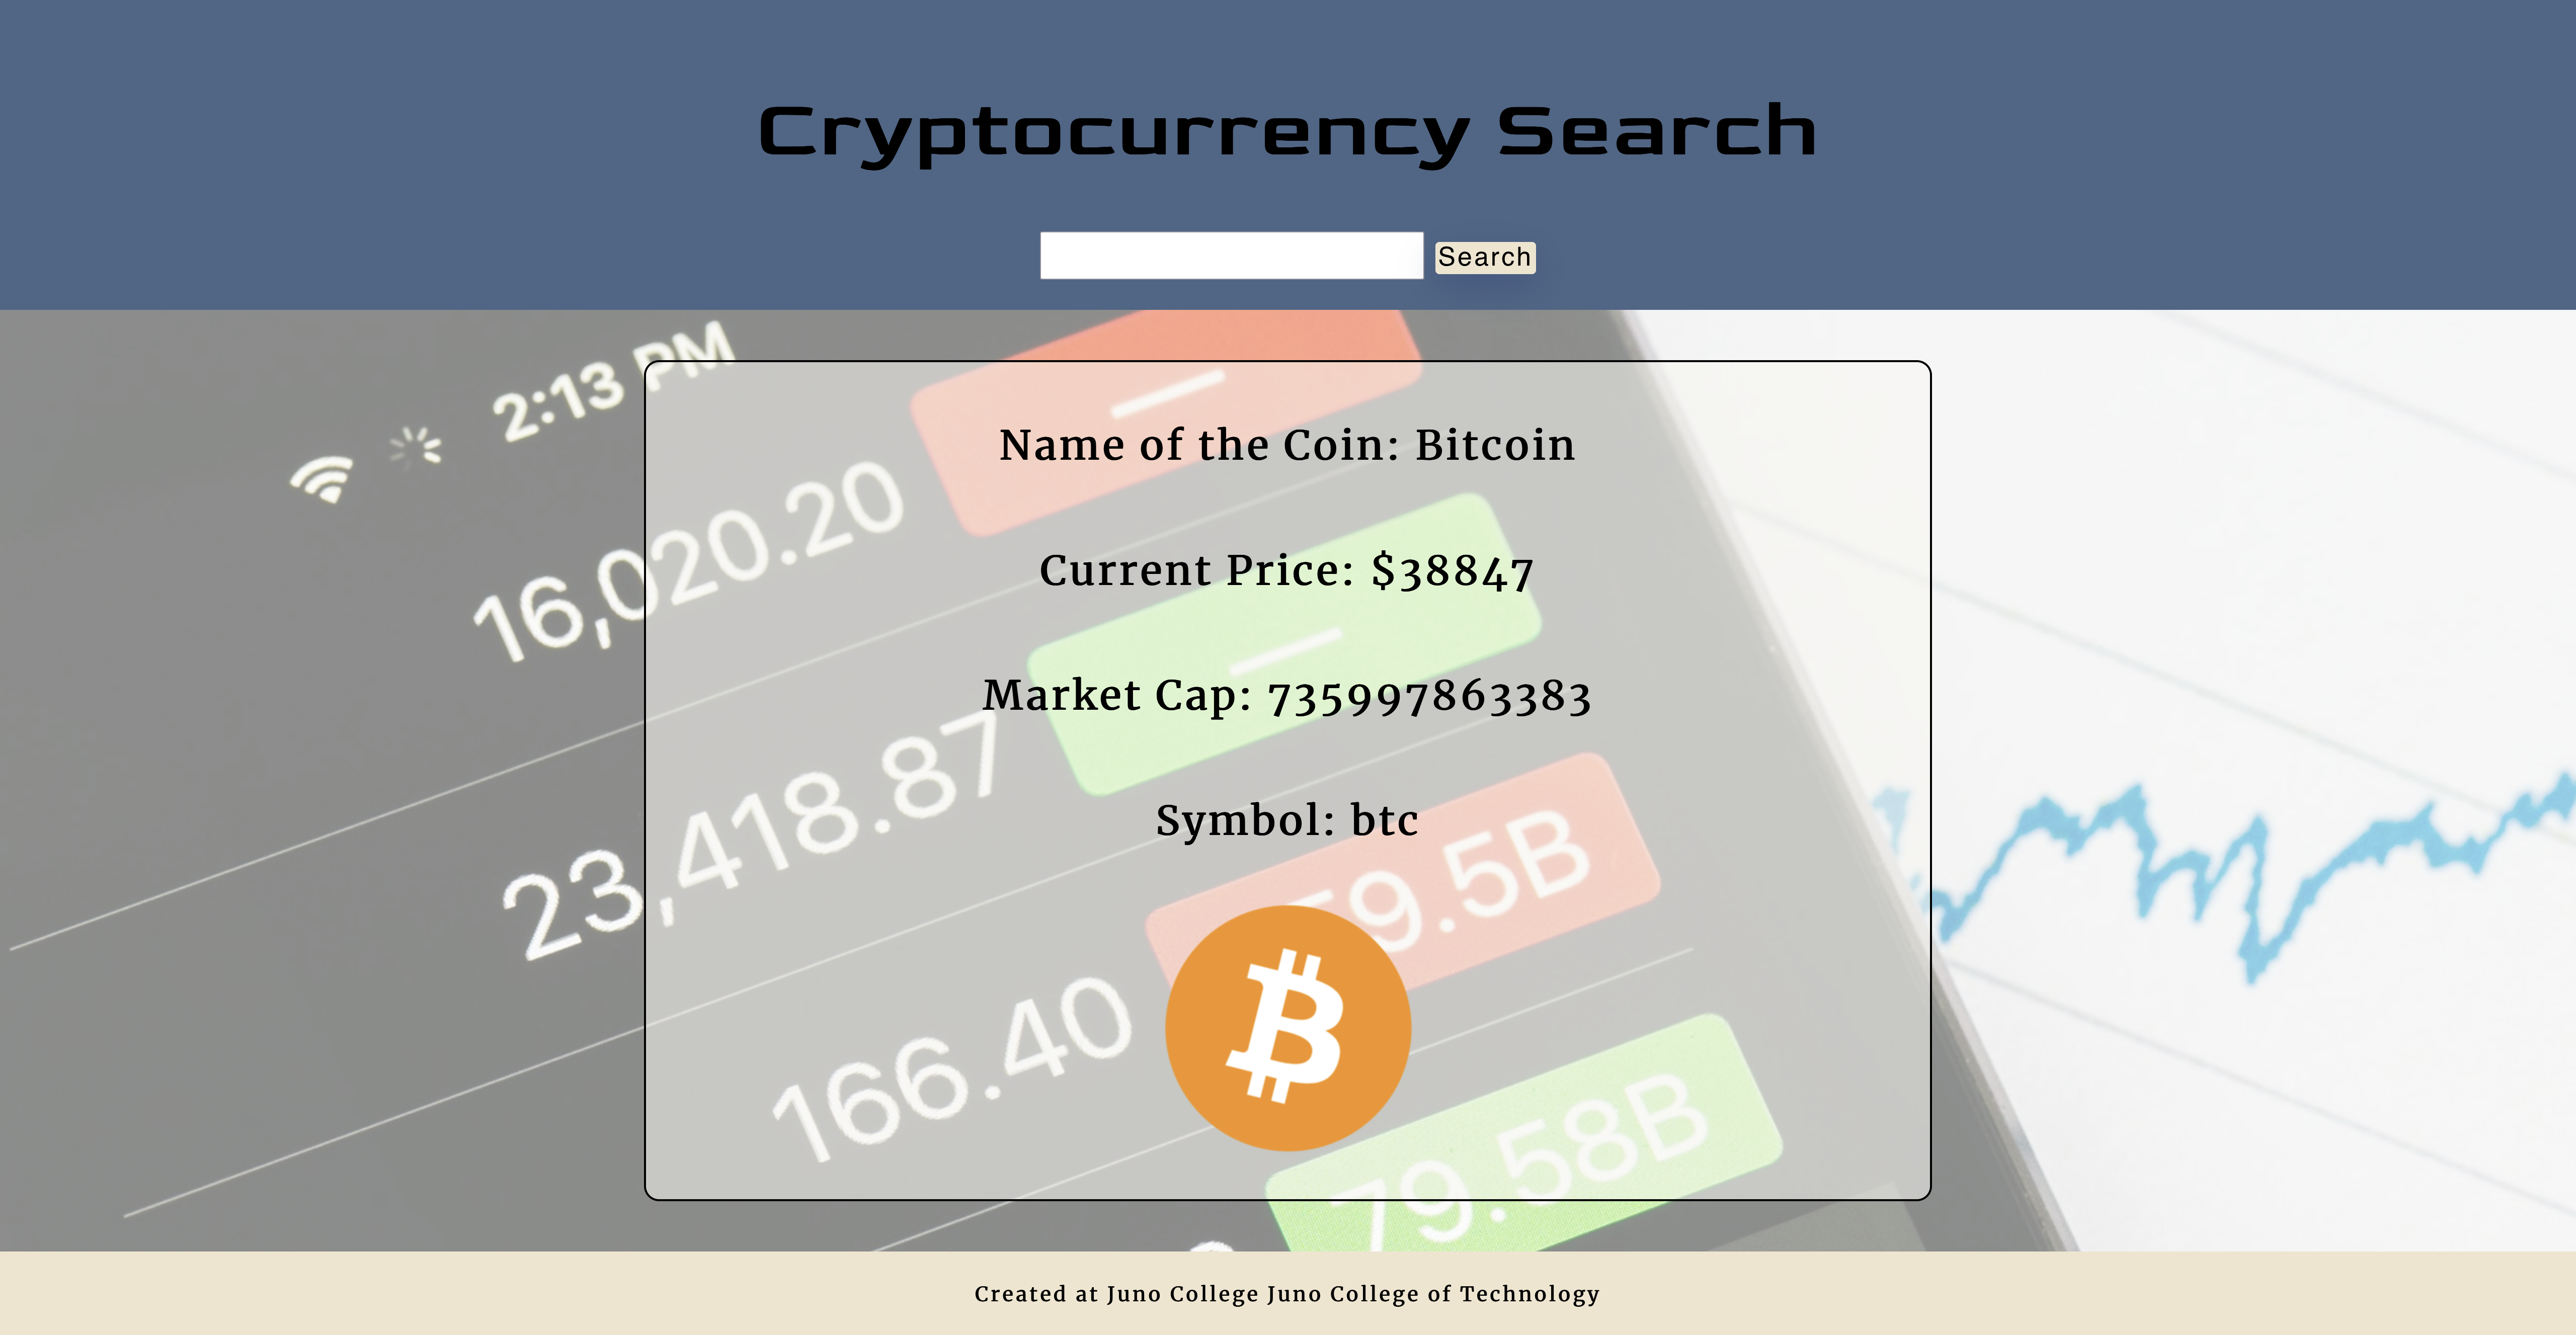 Cryptocurrency Search
Search
2:13 PM
Name of the Coin: Bitcoin
16,020.20
Current Price: $38847
Market Cap: 735997863383
23,418.87
Symbol: btc
9.5B
166.40
79.58B
Created at Juno College Juno College of Technology